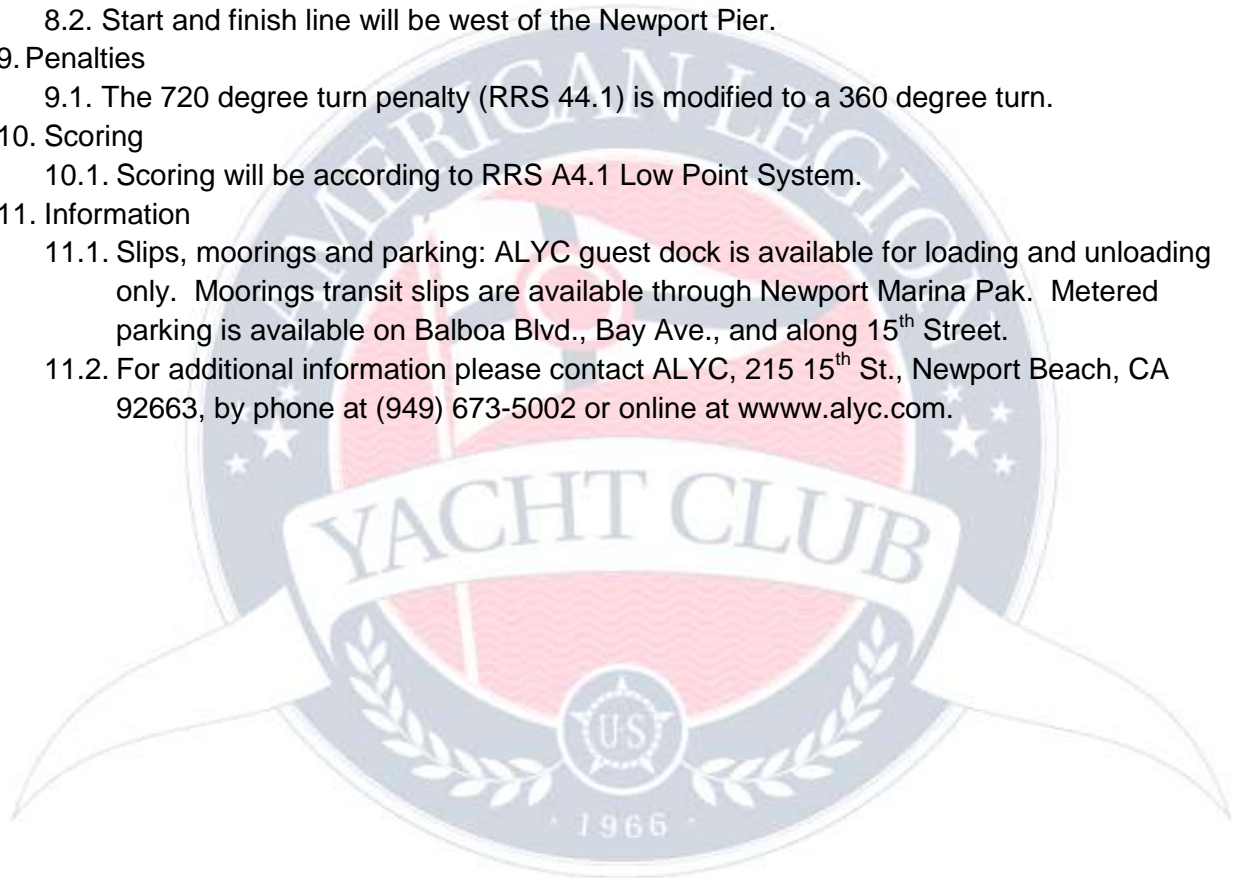 8.2. Start and finish line will be west of the Newport Pier.
9. Penalties
9.1. The 720 degree turn penalty (RRS 44.1) is modified to a 360 degree turn.
10. Scoring
10.1. Scoring will be according to RRS A4.1 Low Point System.
11. Information
11.1. Slips, moorings and parking: ALYC guest dock is available for loading and unloading
only. Moorings transit slips are available through Newport Marina Pak. Metered
parking is available on Balboa Blvd., Bay Ave., and along 15th Street.
11.2. For additional information please contact ALYC, 215 15th St., Newport Beach, CA
92663, by phone at (949) 673-5002 or online at wwww.alyc.com.
AMERICAN LEGION
YACHT CLUB
U·S
· 1966 ·